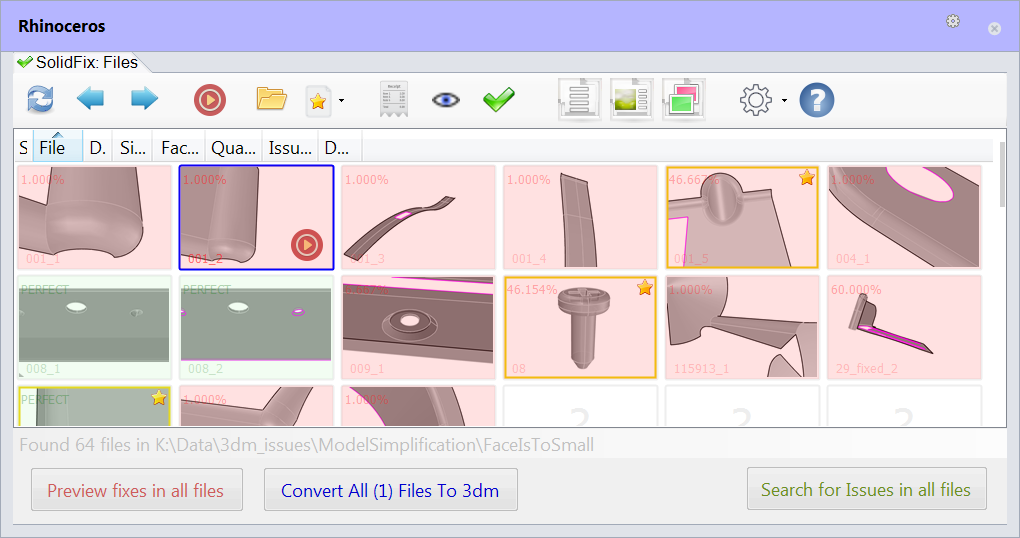 Rhinoceros
SolidFix: Files
S File D. Si... Fac... Qua... Issu... D...
1.000% 1.000% 1.000% 1.000% 46.667% 1.000%
001_1 001_2 001_3 001_4 001_5 004_1
PERFECT PERFECT 6.667% 46.154% 1.000% 60.000%
008_1 008_2 009_1 08 115913_1 29_fixed_2
PERFECT 1.000% 1.000% ? ? ?
Found 64 files in K:\Data\3dm_issues\ModelSimplification\FaceIsToSmall
Preview fixes in all files Convert All (1) Files To 3dm Search for Issues in all files